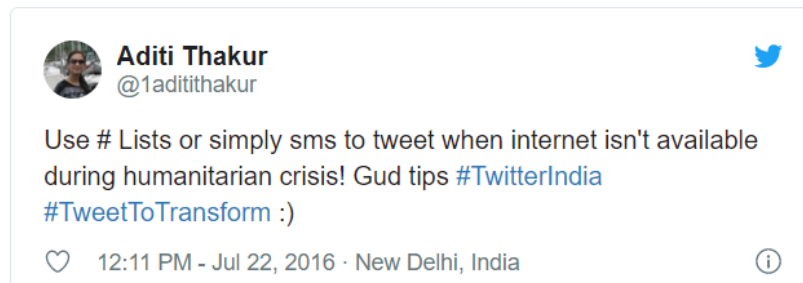 Aditi Thakur
@1aditithakur
Use # Lists or simply sms to tweet when internet isn't available
during humanitarian crisis! Gud tips #TwitterIndia
#TweetToTransform :)
12:11 PM - Jul 22, 2016 · New Delhi, India